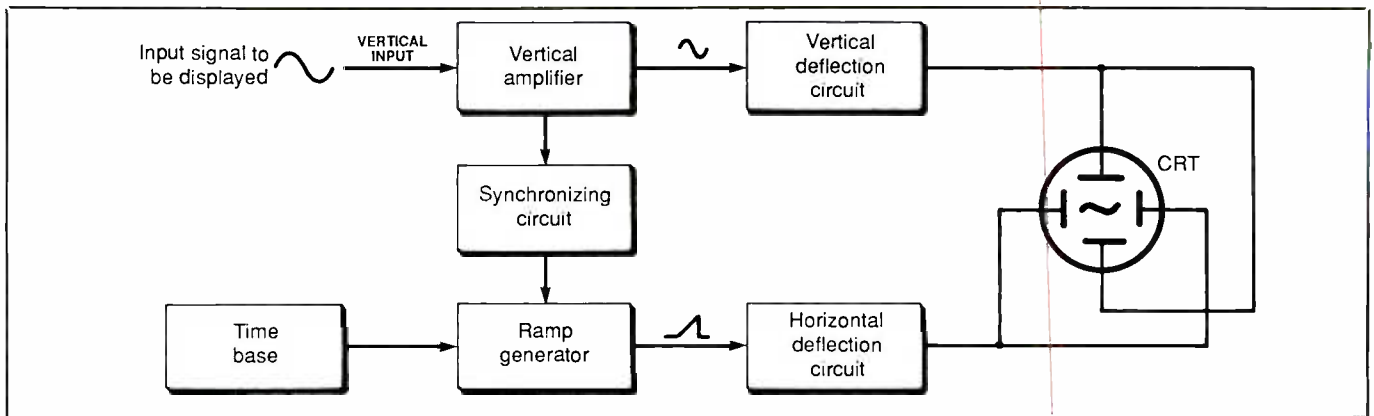 Input signal to
be displayed
VERTICAL
INPUT
Vertical
amplifier
Vertical
deflection
circuit
CRT
Synchronizing
circuit
Time
base
Ramp
generator
Horizontal
deflection
circuit